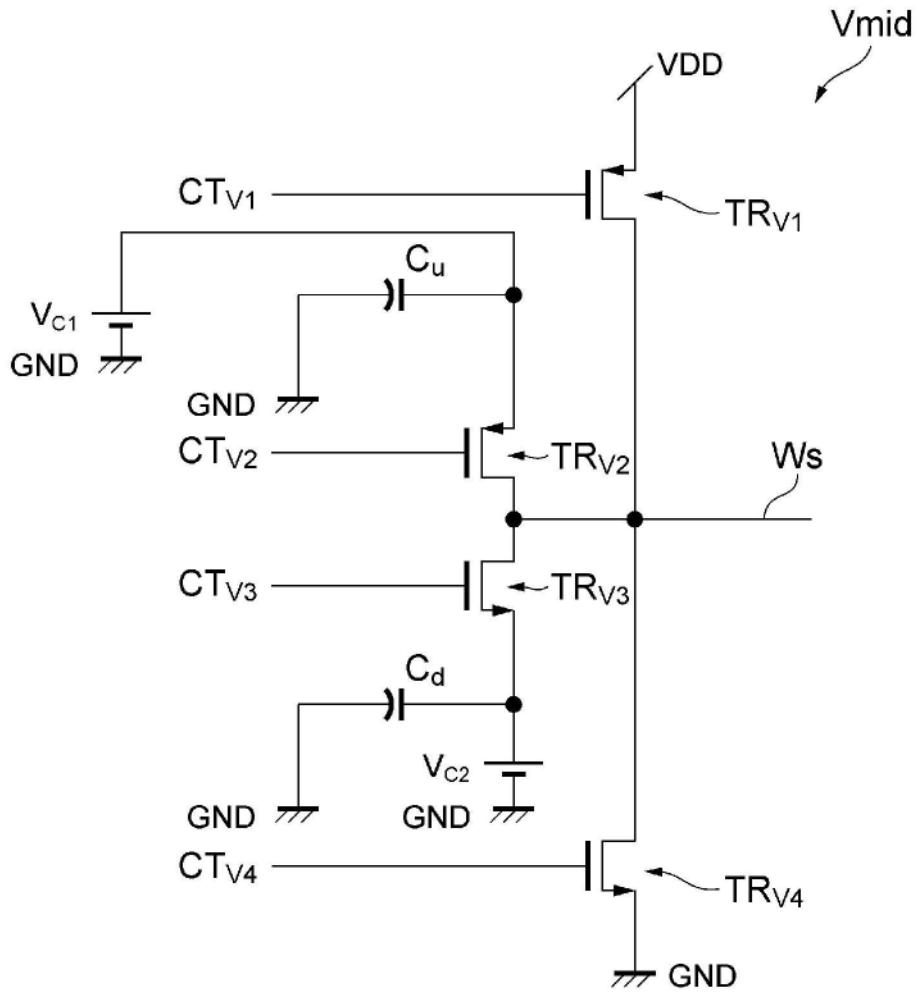 Vmid
VDD
CTV1
TRV1
Cu
VC1
GND
GND
CTV2
TRV2
Ws
CTV3
TRV3
Cd
VC2
GND
GND
CTV4
TRV4
GND